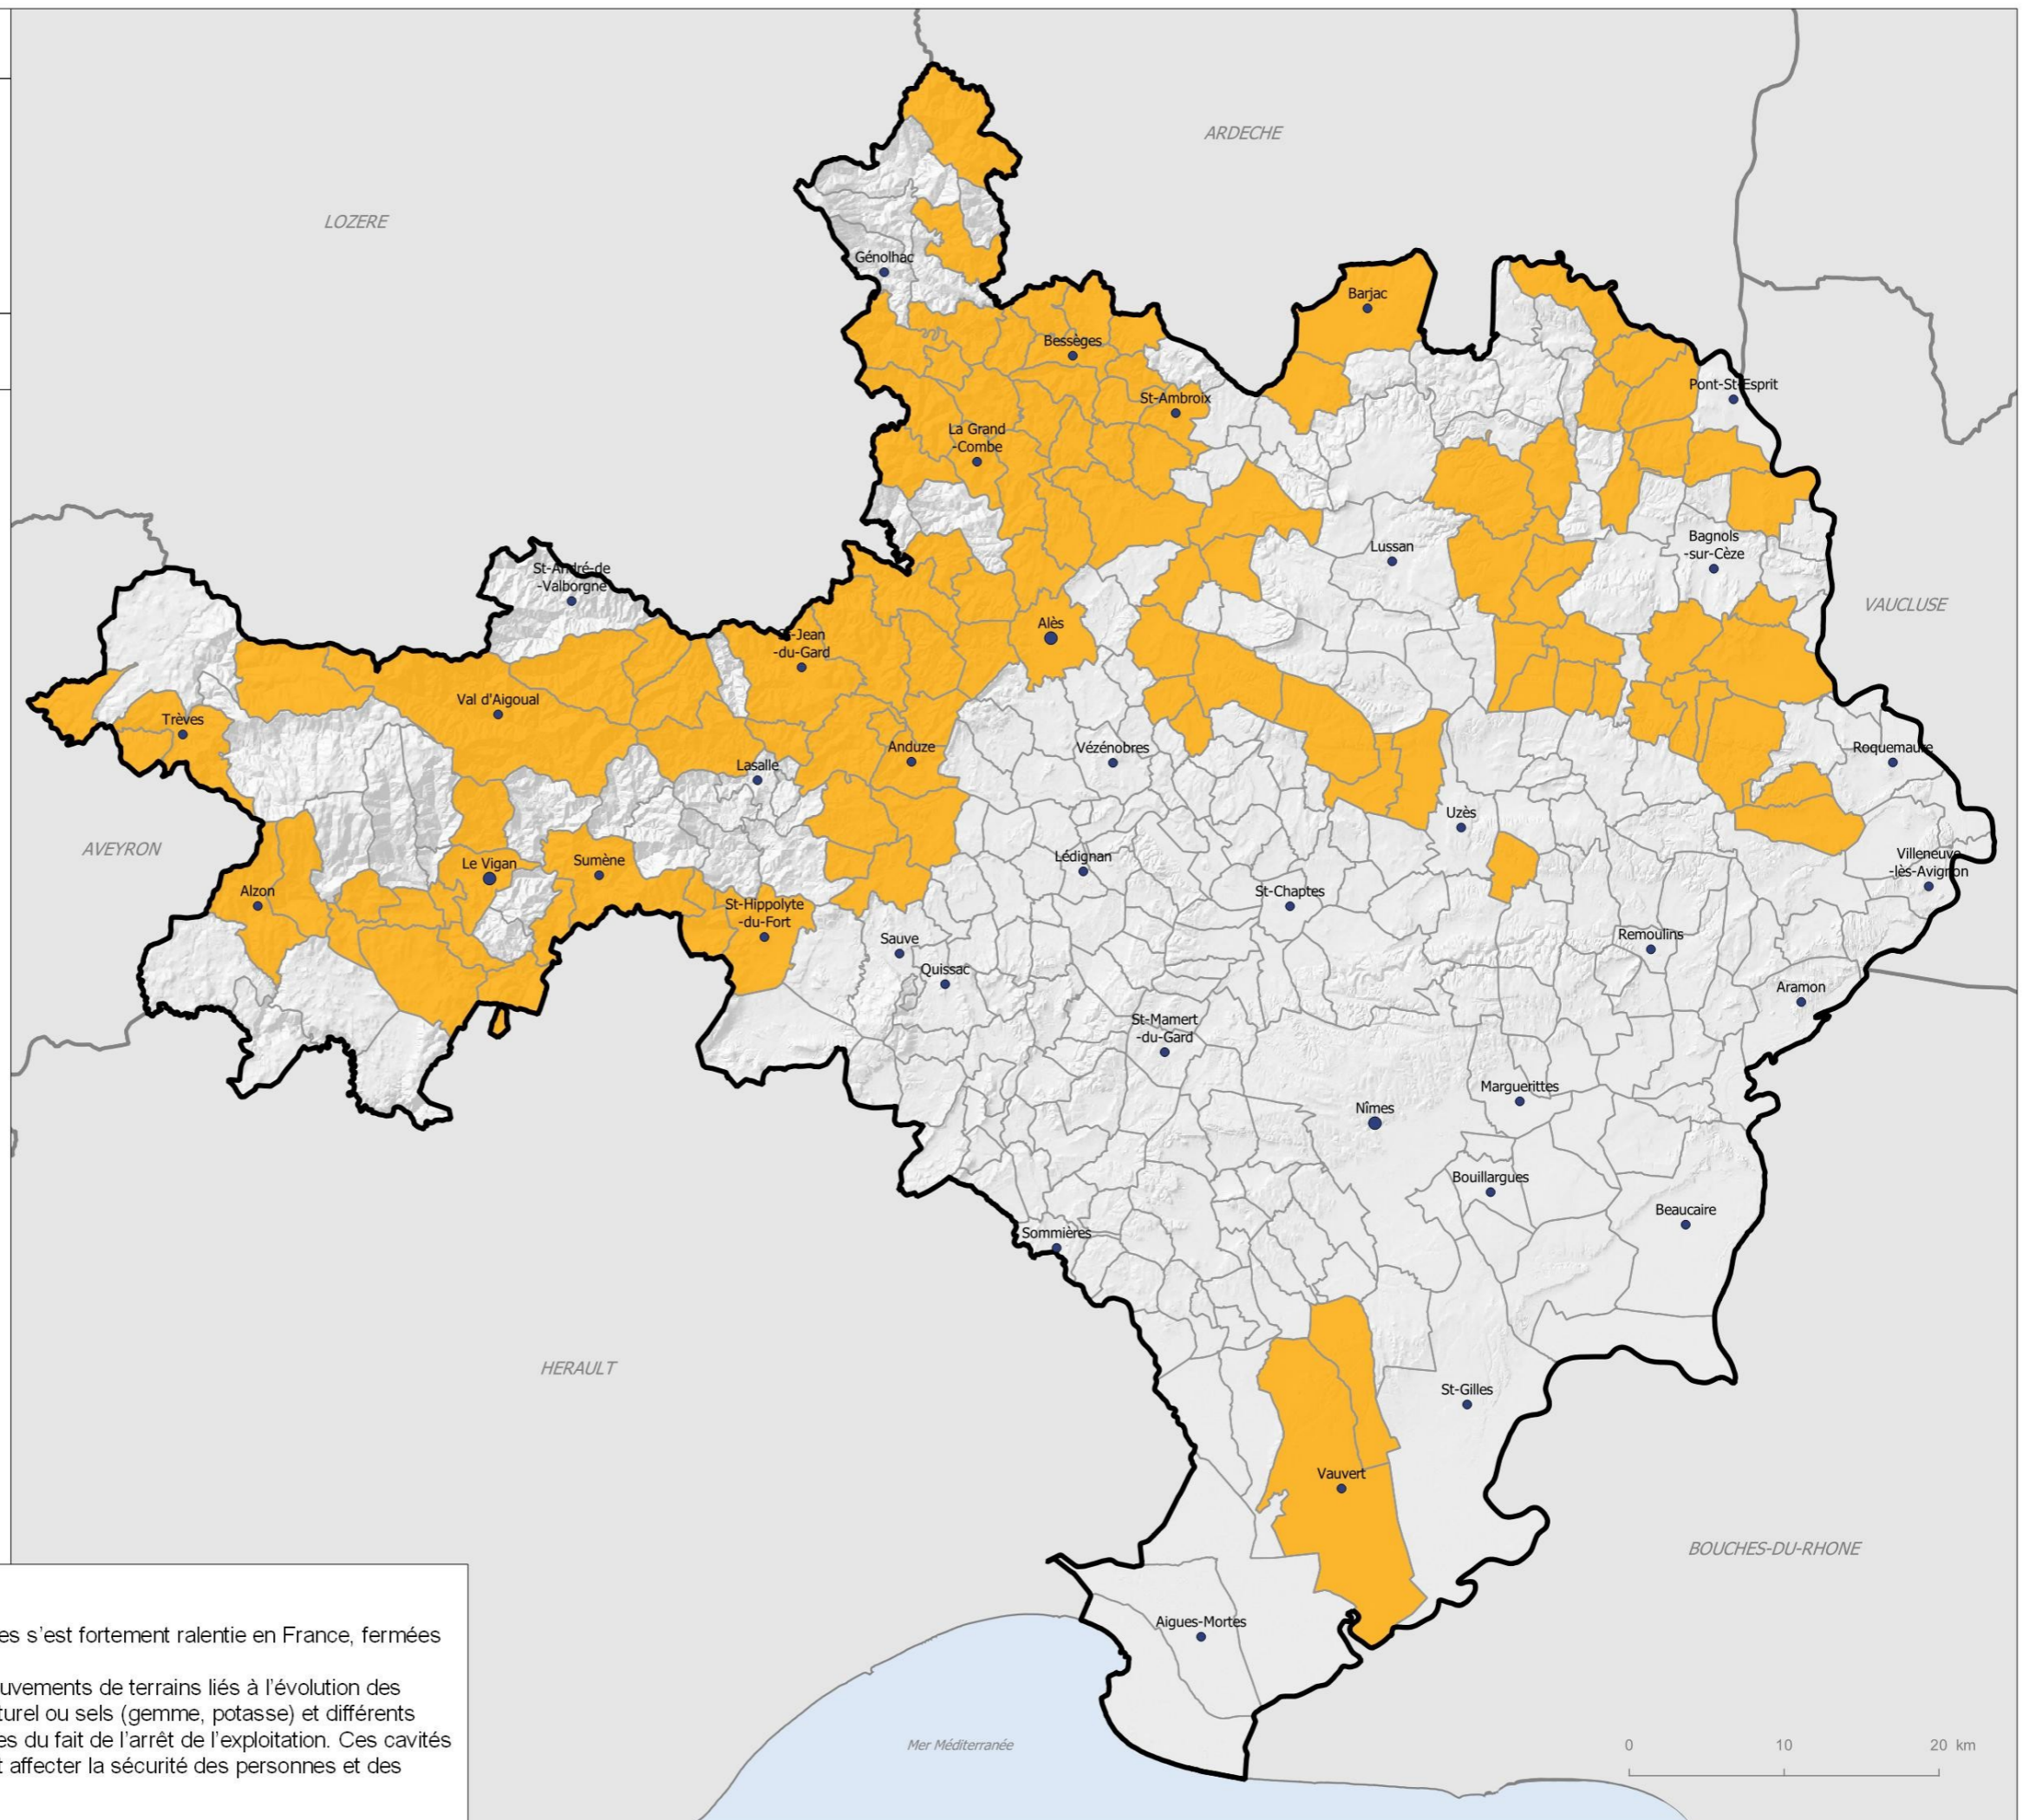 ARDECHE
LOZERE
Génolhac
Barjac
Bessèges
Pont-St-Esprit
St-Ambroix
La Grand
-Combe
Bagnols
-sur-Cèze
Lussan
St-André-de
-Valborgne
VAUCLUSE
Alès
-Jean
-du-Gard
Val d'Aigoual
Trèves
Anduze
Vézénobres
Roquemaure
Lasalle
Uzès
AVEYRON
Le Vigan
Sumène
Lédignan
Villeneuve
-lès-Avignon
Alzon
St-Chaptes
St-Hippolyte
-du-Fort
Sauve
Remoulins
Quissac
Aramon
St-Mamert
-du-Gard
Marguerittes
Nîmes
Bouillargues
Beaucaire
Sommières
HERAULT
St-Gilles
Vauvert
BOUCHES-DU-RHONE
Aigues-Mortes
es s’est fortement ralentie en France, fermées
uvements de terrains liés à l’évolution des
turel ou sels (gemme, potasse) et différents
es du fait de l’arrêt de l’exploitation. Ces cavités
t affecter la sécurité des personnes et des
Mer Méditerranée
0 10 20 km